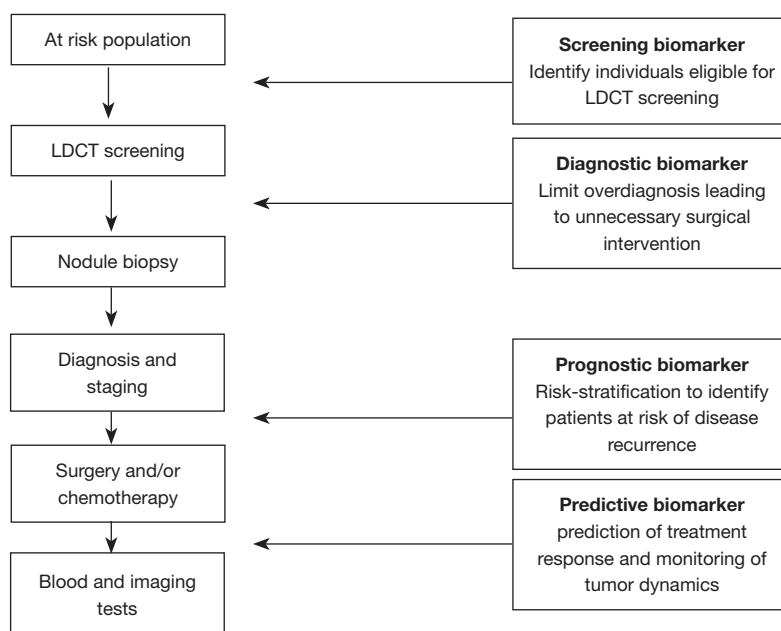 At risk population
LDCT screening
Nodule biopsy
Diagnosis and
staging
Surgery and/or
chemotherapy
Blood and imaging
tests
Screening biomarker
Identify individuals eligible for
LDCT screening
Diagnostic biomarker
Limit overdiagnosis leading
to unnecessary surgical
intervention
Prognostic biomarker
Risk-stratification to identify
patients at risk of disease
recurrence
Predictive biomarker
prediction of treatment
response and monitoring of
tumor dynamics